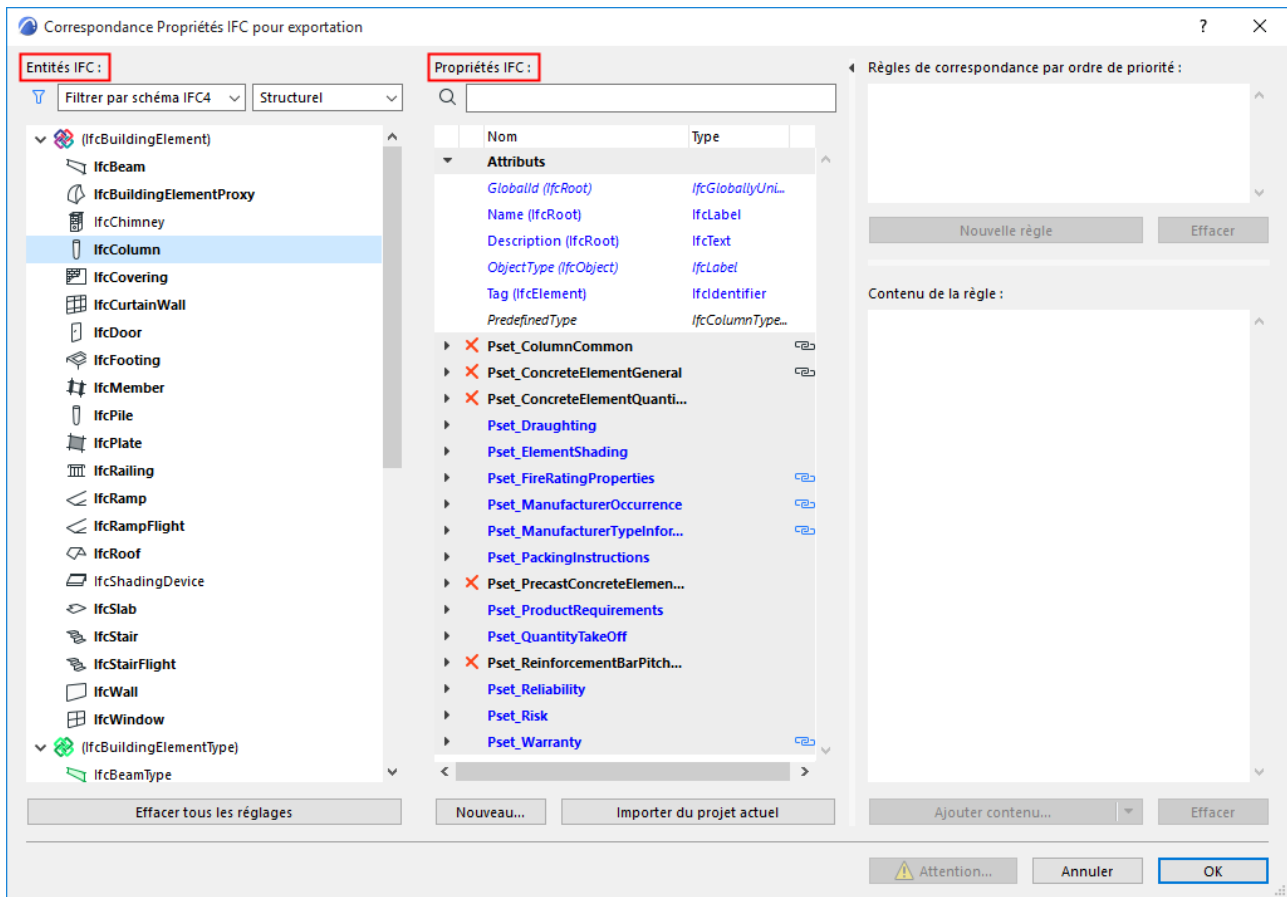 Correspondance Propriétés IFC pour exportation
?
Entités IFC :
Filtrer par schéma IFC4
Structurel
(IfcBuildingElement)
IfcBeam
IfcBuildingElementProxy
IfcChimney
IfcColumn
IfcCovering
IfcCurtainWall
IfcDoor
IfcFooting
IfcMember
IfcPile
IfcPlate
IfcRailing
IfcRamp
IfcRampFlight
IfcRoof
IfcShadingDevice
IfcSlab
IfcStair
IfcStairFlight
IfcWall
IfcWindow
(IfcBuildingElementType)
IfcBeamType
Effacer tous les réglages
Propriétés IFC :
Nom Type
Attributs
GlobalId (IfcRoot) IfcGloballyUni...
Name (IfcRoot) IfcLabel
Description (IfcRoot) IfcText
ObjectType (IfcObject) IfcLabel
Tag (IfcElement) IfcIdentifier
PredefinedType IfcColumnType...
Pset_ColumnCommon
Pset_ConcreteElementGeneral
Pset_ConcreteElementQuanti...
Pset_Draughting
Pset_ElementShading
Pset_FireRatingProperties
Pset_ManufacturerOccurrence
Pset_ManufacturerTypeInfor...
Pset_PackingInstructions
Pset_PrecastConcreteElemen...
Pset_ProductRequirements
Pset_QuantityTakeOff
Pset_ReinforcementBarPitch...
Pset_Reliability
Pset_Risk
Pset_Warranty
Nouveau... Importer du projet actuel
Règles de correspondance par ordre de priorité :
Nouvelle règle Effacer
Contenu de la règle :
Ajouter contenu... Effacer
Attention... Annuler OK